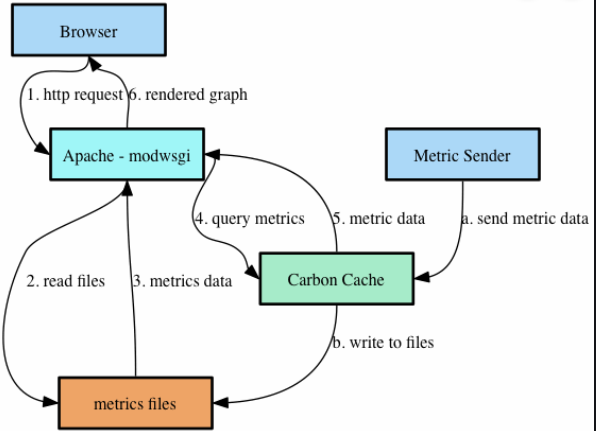 Browser
1. http request
6. rendered graph
Apache - modwsgi
Metric Sender
4. query metrics
5. metric data
a. send metric data
2. read files
3. metrics data
Carbon Cache
b. write to files
metrics files